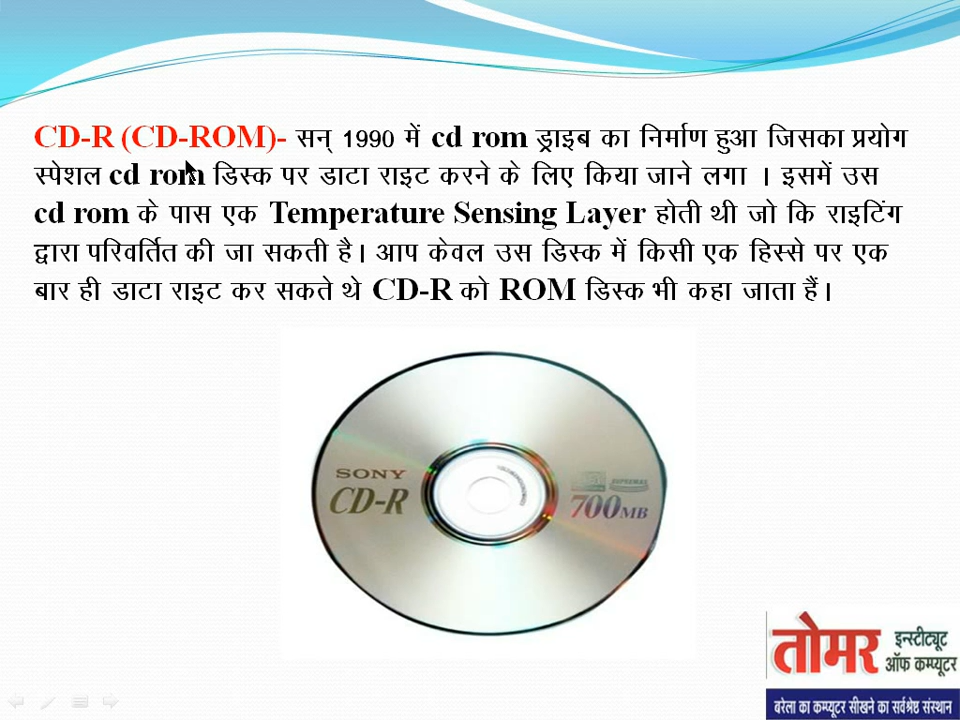 CD-R (CD-ROM)- सन् 1990 में cd rom ड्राइब का निर्माण हुआ जिसका प्रयोग
स्पेशल cd rom डिस्क पर डाटा राइट करने के लिए किया जाने लगा । इसमें उस
cd rom के पास एक Temperature Sensing Layer होती थी जो कि राइटिंग
द्वारा परिवर्तित की जा सकती है। आप केवल उस डिस्क में किसी एक हिस्से पर एक
बार ही डाटा राइट कर सकते थे CD-R को ROM डिस्क भी कहा जाता हैं।
SONY
CD-R
SUPREMAS
700MB
तोमर
इन्स्टीट्यूट
ऑफ कम्प्यूटर
बरेला का कम्प्यूटर सीखने का सर्वश्रेष्ठ संस्थान